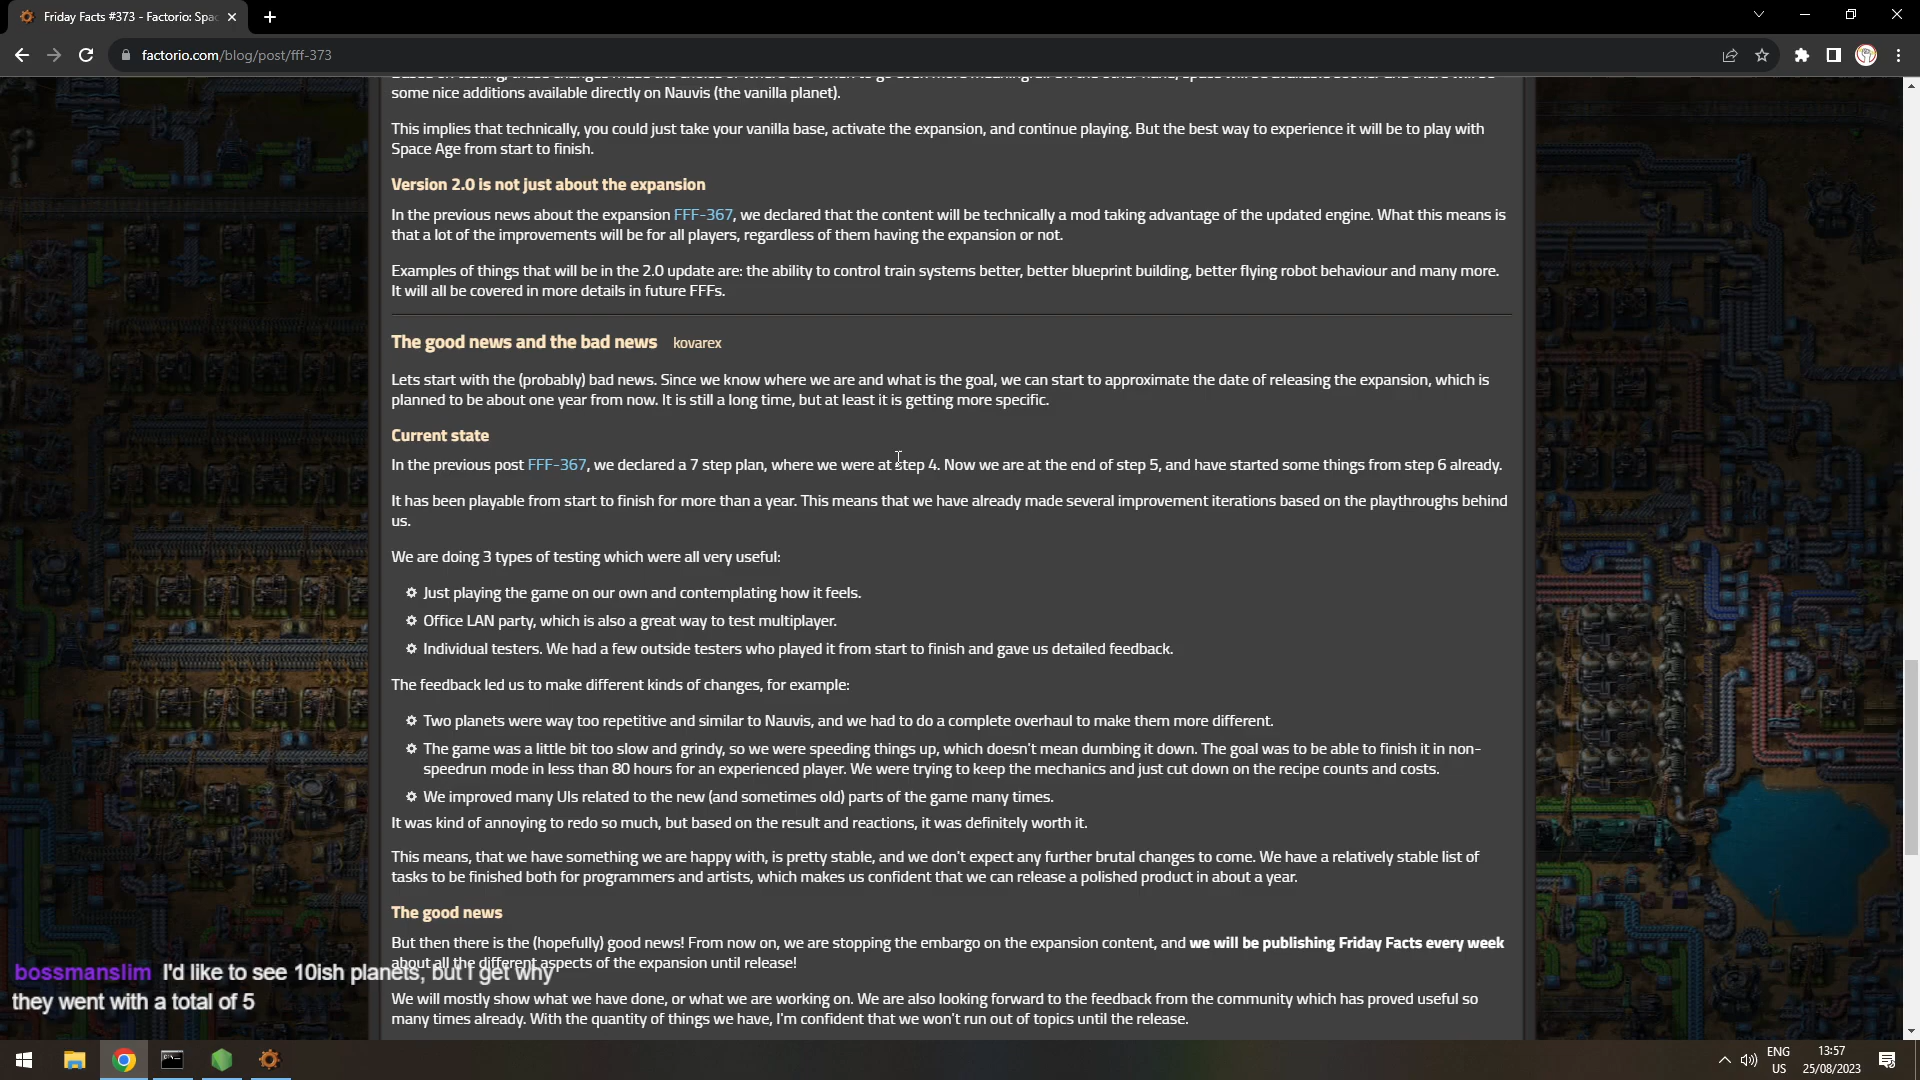 Friday Facts #373 - Factorio: Spa
factorio.com/blog/post/fff-373
some nice additions available directly on Nauvis (the vanilla planet).
This implies that technically, you could just take your vanilla base, activate the expansion, and continue playing. But the best way to experience it will be to play with
Space Age from start to finish.
Version 2.0 is not just about the expansion
In the previous news about the expansion FFF-367, we declared that the content will be technically a mod taking advantage of the updated engine. What this means is
that a lot of the improvements will be for all players, regardless of them having the expansion or not.
Examples of things that will be in the 2.0 update are: the ability to control train systems better, better blueprint building, better flying robot behaviour and many more.
It will all be covered in more details in future FFFs.
The good news and the bad news kovarex
Lets start with the (probably) bad news. Since we know where we are and what is the goal, we can start to approximate the date of releasing the expansion, which is
planned to be about one year from now. It is still a long time, but at least it is getting more specific.
Current state
In the previous post FFF-367, we declared a 7 step plan, where we were at step 4. Now we are at the end of step 5, and have started some things from step 6 already.
It has been playable from start to finish for more than a year. This means that we have already made several improvement iterations based on the playthroughs behind
us.
We are doing 3 types of testing which were all very useful:
Just playing the game on our own and contemplating how it feels.
Office LAN party, which is also a great way to test multiplayer.
Individual testers. We had a few outside testers who played it from start to finish and gave us detailed feedback.
The feedback led us to make different kinds of changes, for example:
Two planets were way too repetitive and similar to Nauvis, and we had to do a complete overhaul to make them more different.
The game was a little bit too slow and grindy, so we were speeding things up, which doesn't mean dumbing it down. The goal was to be able to finish it in non-
speedrun mode in less than 80 hours for an experienced player. We were trying to keep the mechanics and just cut down on the recipe counts and costs.
We improved many UIs related to the new (and sometimes old) parts of the game many times.
It was kind of annoying to redo so much, but based on the result and reactions, it was definitely worth it.
This means, that we have something we are happy with, is pretty stable, and we don't expect any further brutal changes to come. We have a relatively stable list of
tasks to be finished both for programmers and artists, which makes us confident that we can release a polished product in about a year.
The good news
But then there is the (hopefully) good news! From now on, we are stopping the embargo on the expansion content, and we will be publishing Friday Facts every week
about all the different aspects of the expansion until release!
bossmanslim I'd like to see 10ish planets, but I get why
they went with a total of 5
We will mostly show what we have done, or what we are working on. We are also looking forward to the feedback from the community which has proved useful so
many times already. With the quantity of things we have, I'm confident that we won't run out of topics until the release.
ENG
US
13:57
25/08/2023